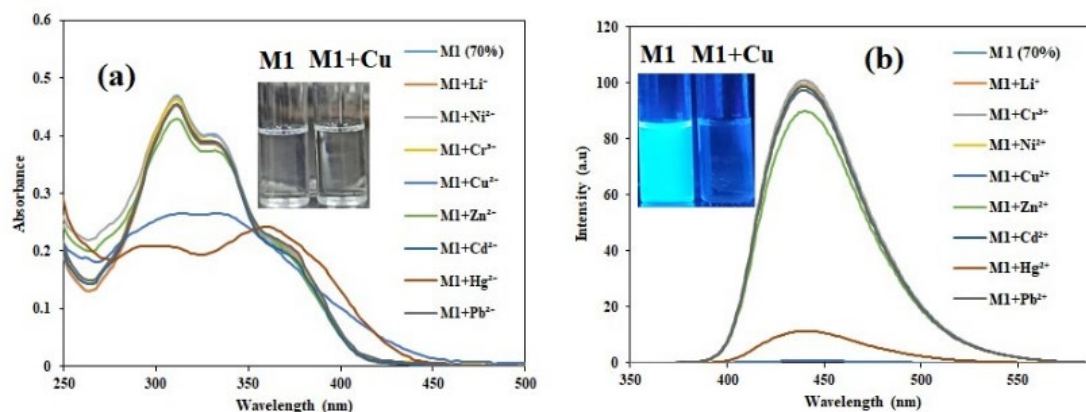 0.6
0.5
0.4
0.3
0.2
0.1
0
250
300
350
400
450
500
Absorbance
Wavelength (nm)
(a)
M1 M1+Cu
M1 (70%)
M1+Li⁺
M1+Ni²⁻
M1+Cr³⁻
M1+Cu²⁻
M1+Zn²⁻
M1+Cd²⁻
M1+Hg²⁻
M1+Pb²⁻
120
100
80
60
40
20
0
350
400
450
500
550
Intensity (a.u)
Wavelength (nm)
(b)
M1 M1+Cu
M1 (70%)
M1+Li⁺
M1+Cr³⁺
M1+Ni²⁺
M1+Cu²⁺
M1+Zn²⁺
M1+Cd²⁺
M1+Hg²⁺
M1+Pb²⁺